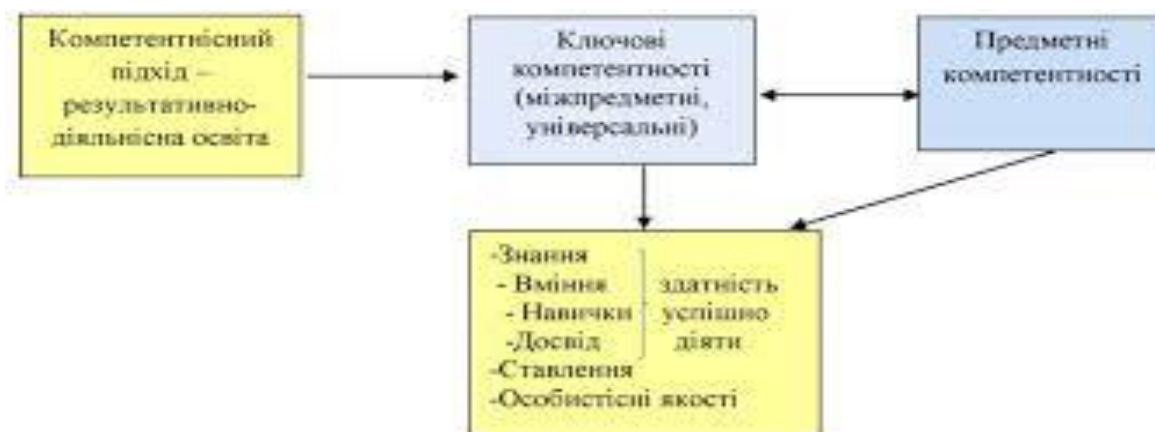 Компетентнісний
підхід –
результативно-
діяльнісна освіта
Ключові
компетентності
(міжпредметні,
універсальні)
Предметні
компетентності
-Знання
- Вміння
- Навички
-Досвід
здатність
успішно
діяти
-Ставлення
-Особистісні якості